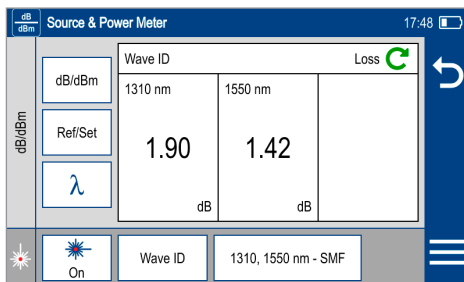 dB
dBm
Source & Power Meter
17:48
dB/dBm
dB/dBm
Ref/Set
λ
Wave ID
Loss
1310 nm
1550 nm
1.90
1.42
dB
dB
On
Wave ID
1310, 1550 nm - SMF